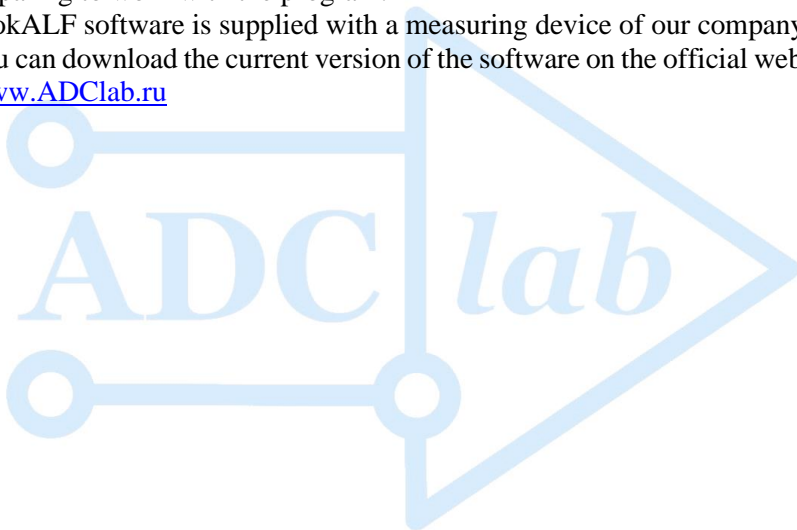 okALF software is supplied with a measuring device of our company
u can download the current version of the software on the official web
ww.ADClab.ru
ADC lab